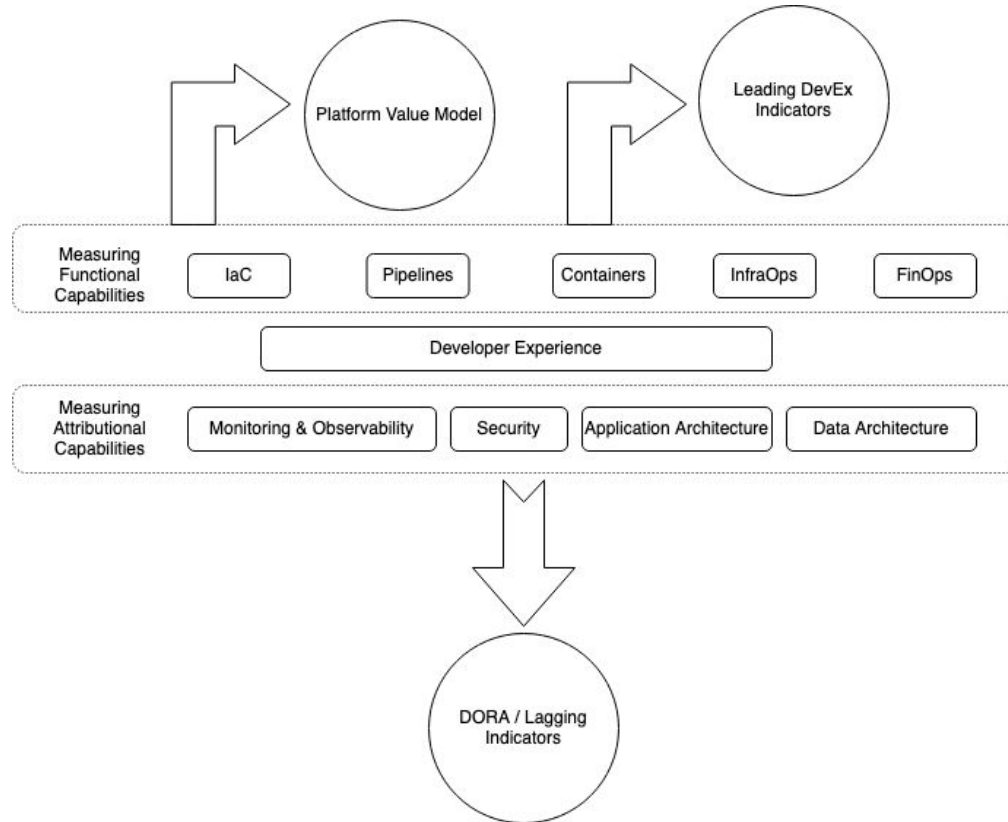 Platform Value Model
Leading DevEx
Indicators
Measuring
Functional
Capabilities
IaC
Pipelines
Containers
InfraOps
FinOps
Developer Experience
Measuring
Attributional
Capabilities
Monitoring & Observability
Security
Application Architecture
Data Architecture
DORA / Lagging
Indicators